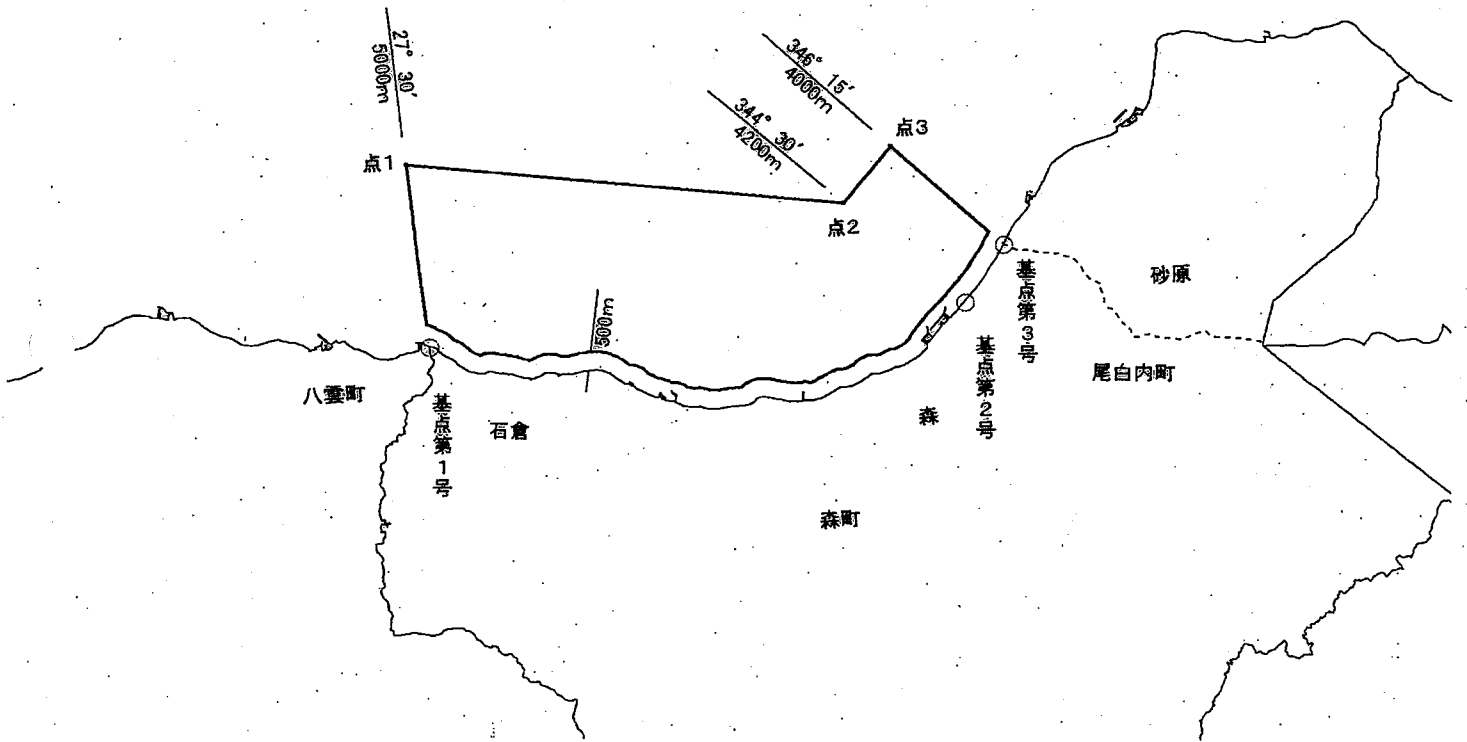 27° 30′
5000m
346° 15′
4000m
344° 30′
4200m
点1
点3
点2
500m
基点第3号
砂原
基点第2号
尾白内町
八雲町
基点第1号
石倉
森
森町